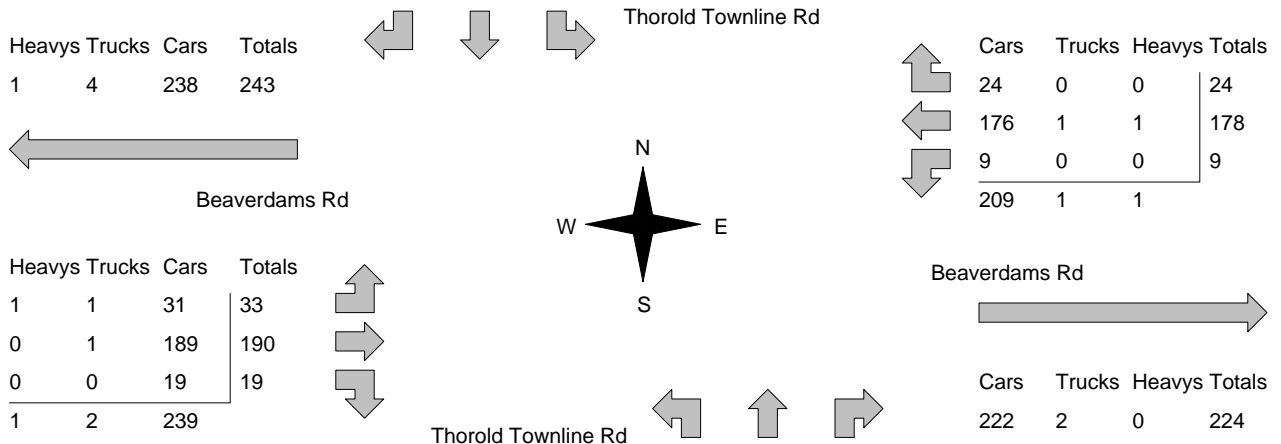 Thorold Townline Rd
Heavys Trucks Cars Totals
1 4 238 243
Cars Trucks Heavys Totals
24 0 0 24
176 1 1 178
9 0 0 9
209 1 1
Beaverdams Rd
N
W E
S
Heavys Trucks Cars Totals
1 1 31 33
0 1 189 190
0 0 19 19
1 2 239
Beaverdams Rd
Cars Trucks Heavys Totals
222 2 0 224
Thorold Townline Rd